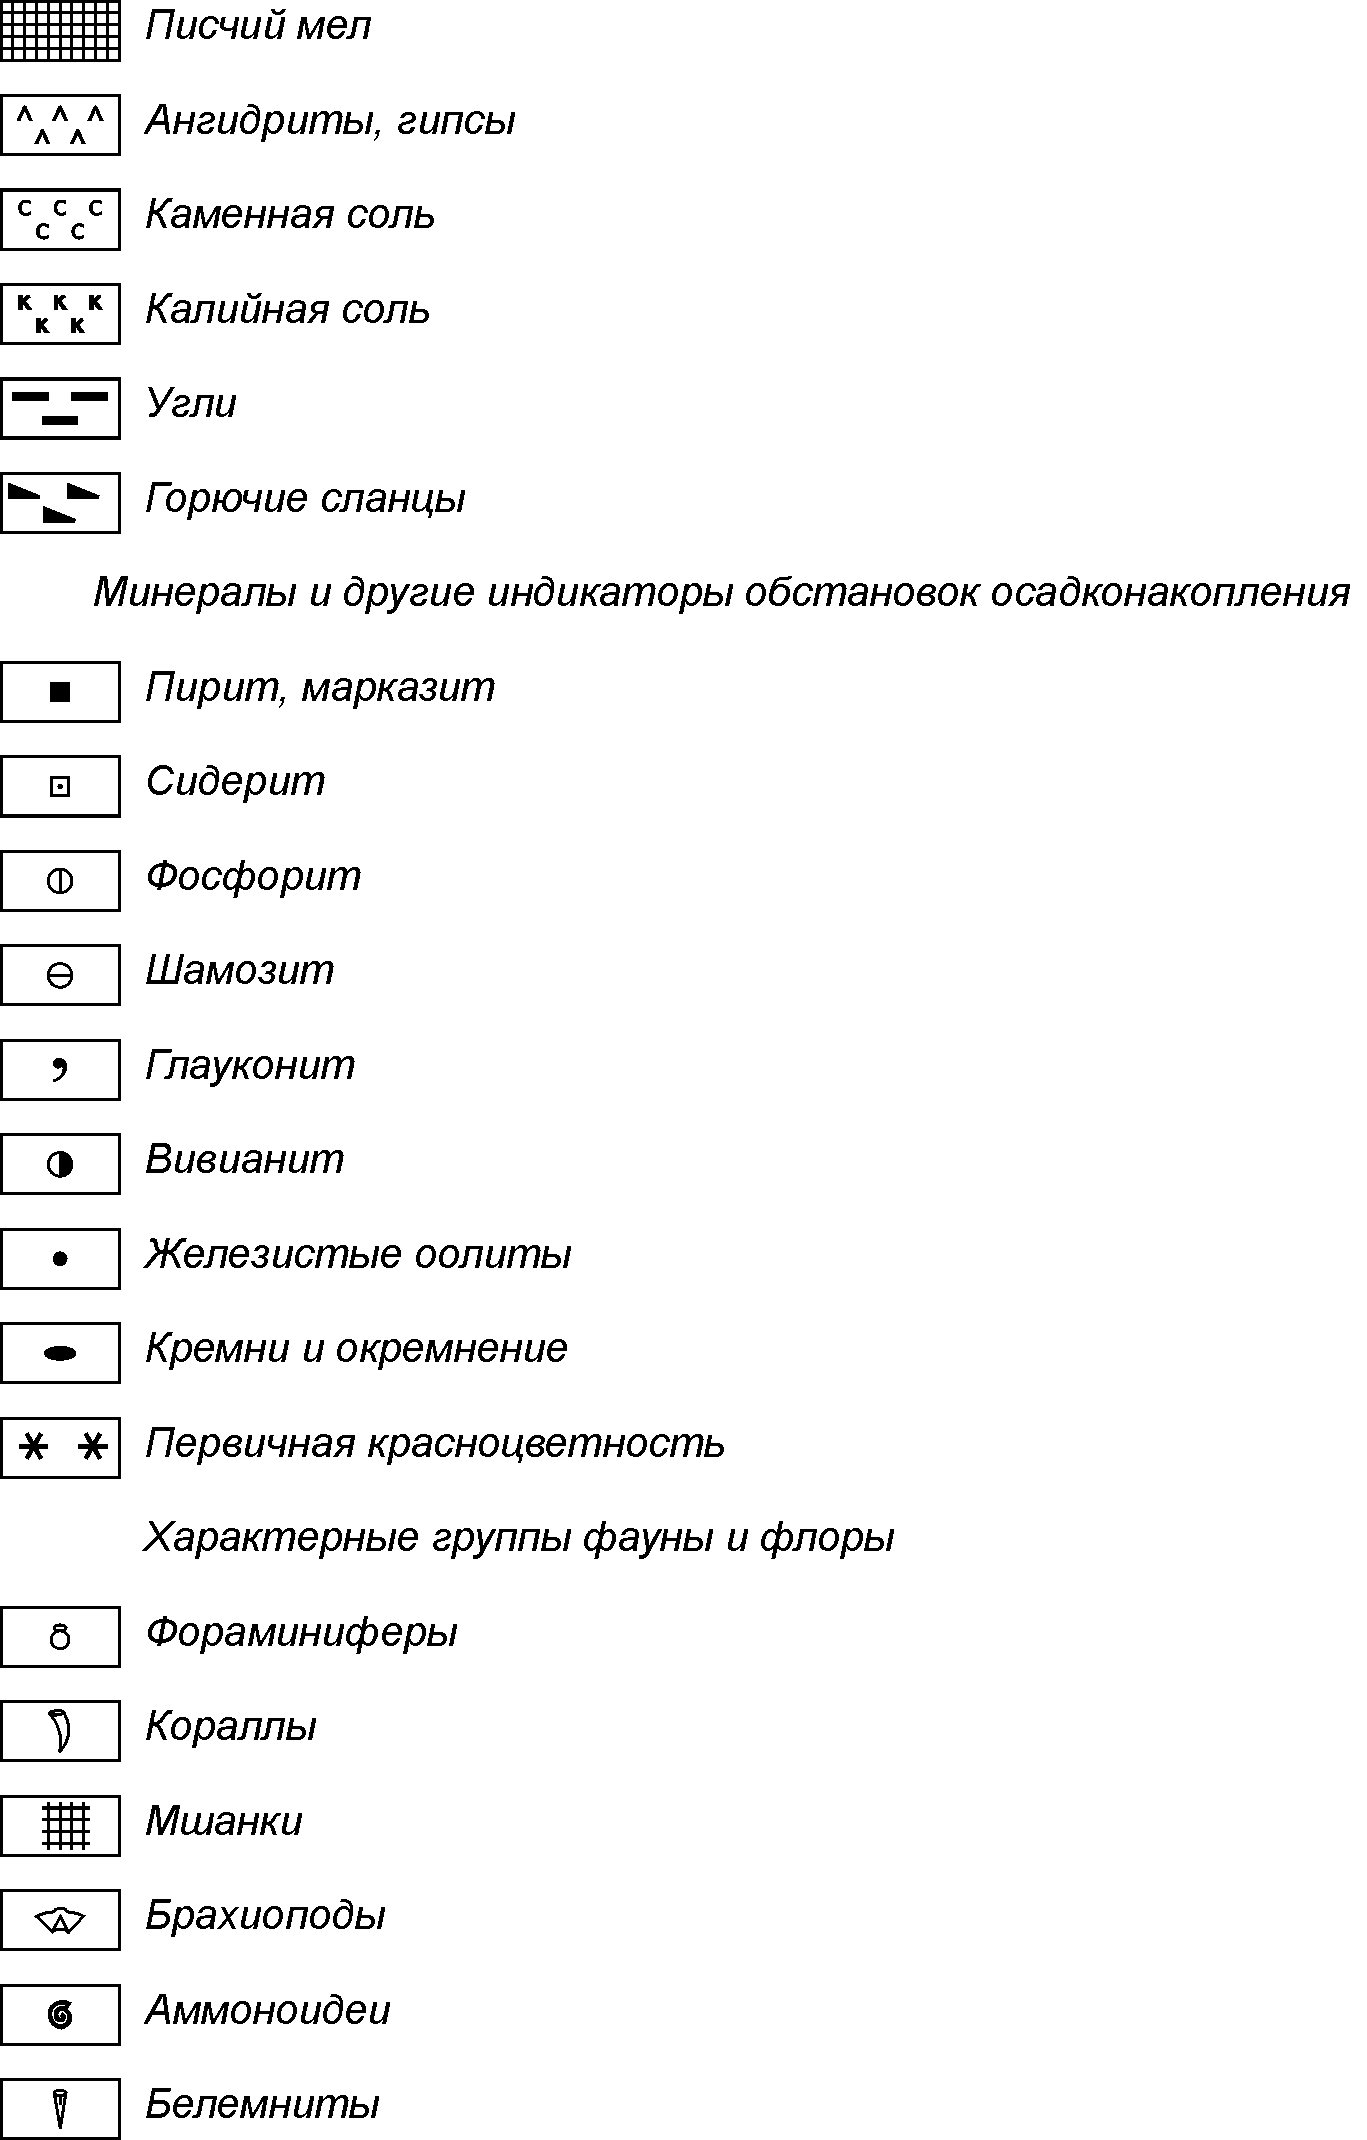 Писчий мел
^ ^ ^
^ ^
Ангидриты, гипсы
с с с
с с
Каменная соль
к к к
к к
Калийная соль
Угли
Горючие сланцы
Минералы и другие индикаторы обстановок осадконакопления
Пирит, марказит
Сидерит
Фосфорит
Шамозит
Глауконит
Вивианит
Железистые оолиты
Кремни и окремнение
Первичная красноцветность
Характерные группы фауны и флоры
Фораминиферы
Кораллы
Мшанки
Брахиоподы
Аммоноидеи
Белемниты